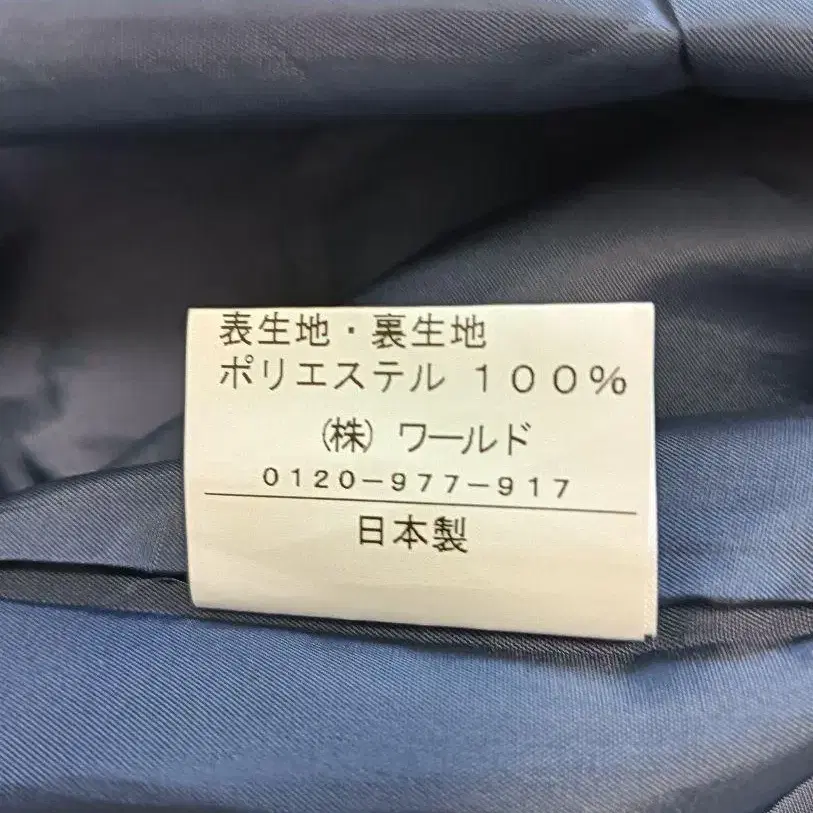 表生地・裏生地
ポリエステル １００％
（株）ワールド
０１２０－９７７－９１７
日本製